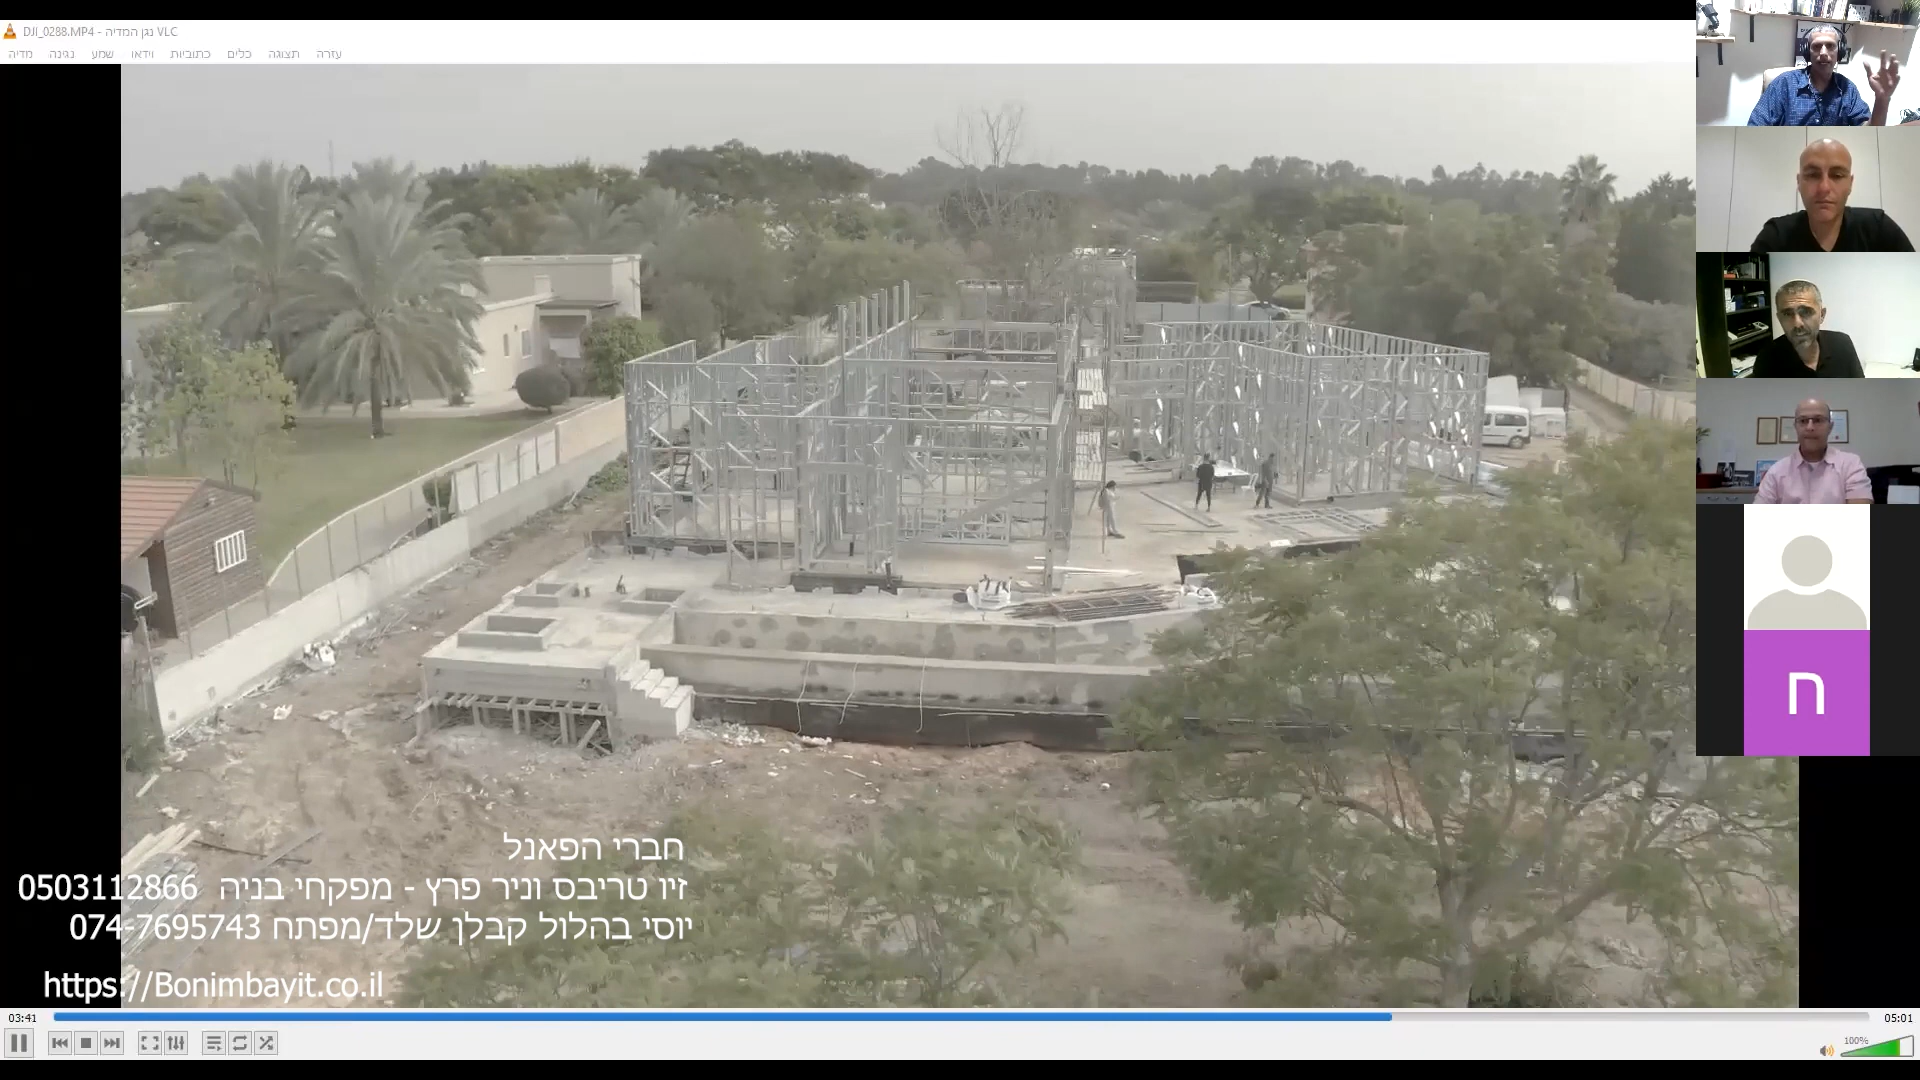 DJI_0288.MP4 - נגן המדיה VLC
מדיה נגינה שמע וידאו כתוביות כלים תצוגה עזרה
חברי הפאנל
זיו טריבס וניר פרץ - מפקחי בניה 0503112866
יוסי בהלול קבלן שלד/מפתח 074-7695743
https://Bonimbayit.co.il
ח
03:41
05:01
100%